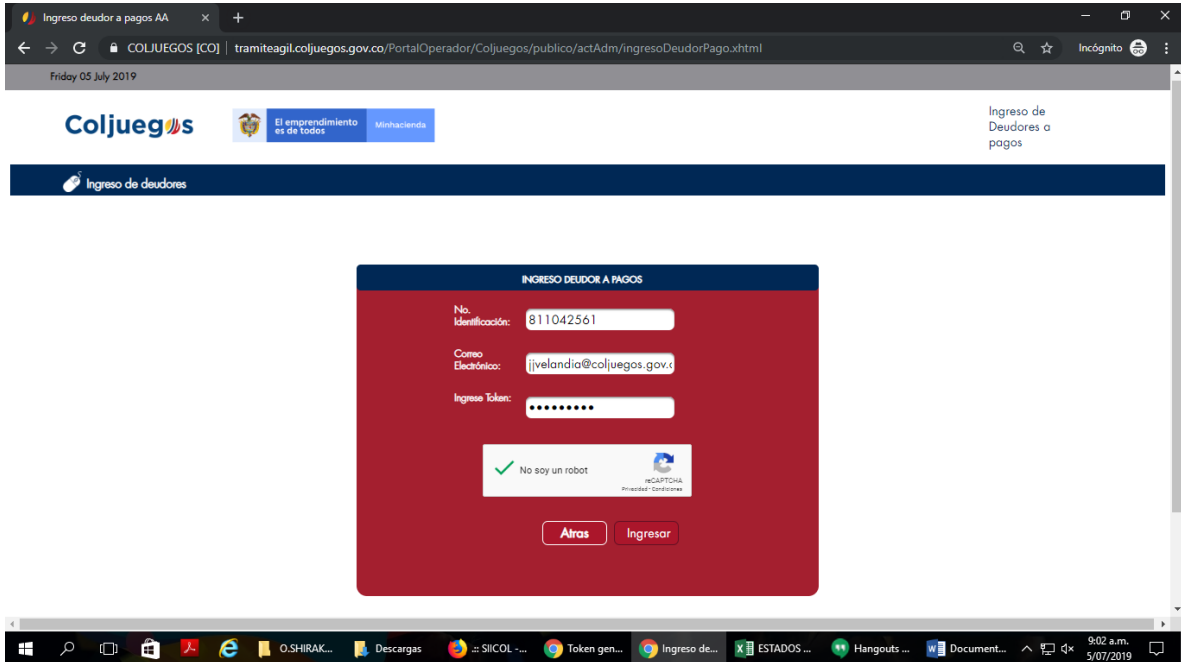 Ingreso deudor a pagos AA
COLJUEGOS [CO] | tramiteagil.coljuegos.gov.co/PortalOperador/Coljuegos/publico/actAdm/ingresoDeudorPago.xhtml
Incógnito
Friday 05 July 2019
Coljuegos
El emprendimiento
es de todos
Minhacienda
Ingreso de
Deudores a
pagos
Ingreso de deudores
INGRESO DEUDOR A PAGOS
No.
Identificación:
811042561
Correo
Electrónico:
jjvelandia@coljuegos.gov.c
Ingrese Token:
•••••••••
No soy un robot
reCAPTCHA
Privacidad - Condiciones
Atras
Ingresar
O.SHIRAK...
Descargas
.:: SIICOL -...
Token gen...
Ingreso de...
ESTADOS ...
Hangouts ...
Document...
9:02 a.m.
5/07/2019